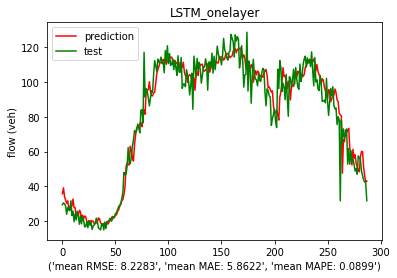 LSTM_onelayer
prediction
test
flow (veh)
120
100
80
60
40
20
0 50 100 150 200 250 300
('mean RMSE: 8.2283', 'mean MAE: 5.8622', 'mean MAPE: 0.0899')